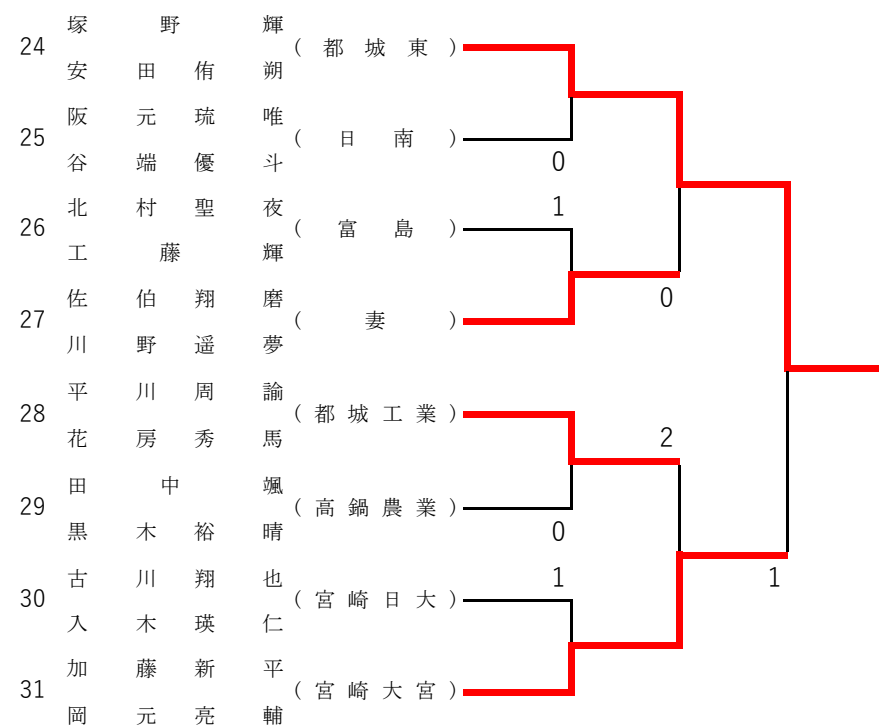 塚野輝
24 (都城東)
安田侑朔
阪元琉唯
25 (日南)
谷端優斗 0
北村聖夜 1
26 (富島)
工藤輝
佐伯翔磨 0
27 (妻)
川野遥夢
平川周諭
28 (都城工業)
花房秀馬 2
田中颯
29 (高鍋農業)
黒木裕晴 0
古川翔也 1 1
30 (宮崎日大)
入木瑛仁
加藤新平
31 (宮崎大宮)
岡元亮輔